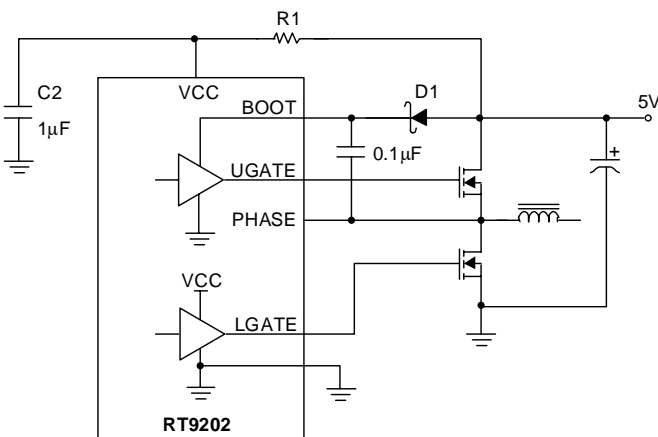 R1
C2
1μF
VCC
BOOT
D1
5V
0.1μF
+
UGATE
PHASE
VCC
LGATE
RT9202